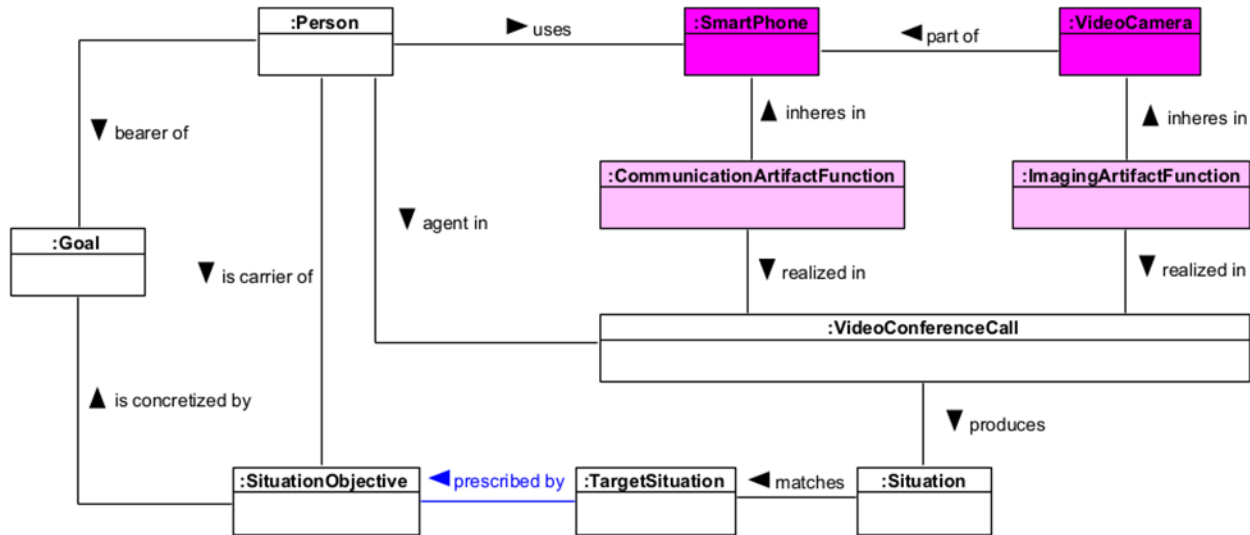 :Person
:SmartPhone
:VideoCamera
uses
part of
inheres in
inheres in
bearer of
:CommunicationArtifactFunction
:ImagingArtifactFunction
agent in
:Goal
is carrier of
realized in
realized in
:VideoConferenceCall
is concretized by
produces
:SituationObjective
prescribed by
:TargetSituation
matches
:Situation